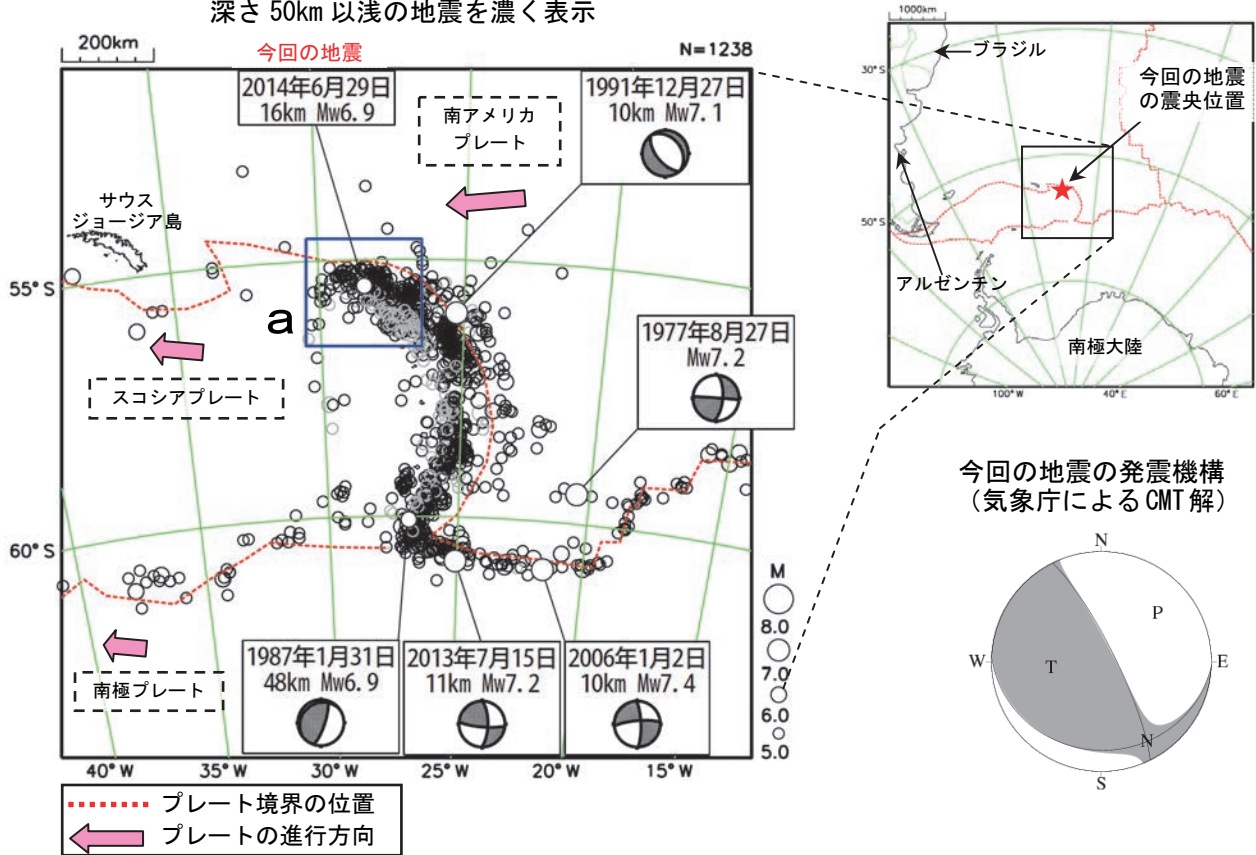 深さ 50km 以浅の地震を濃く表示
200km
今回の地震
N=1238
2014年6月29日
16km Mw6.9
南アメリカ
プレート
1991年12月27日
10km Mw7.1
サウス
ジョージア島
55°S
a
スコシアプレート
1977年8月27日
Mw7.2
60°S
南極プレート
1987年1月31日
48km Mw6.9
2013年7月15日
11km Mw7.2
2006年1月2日
10km Mw7.4
M
8.0
7.0
6.0
5.0
40°W
35°W
30°W
25°W
20°W
15°W
プレート境界の位置
プレートの進行方向
1000km
ブラジル
30°S
今回の地震
の震央位置
50°S
アルゼンチン
南極大陸
100°W
40°E
60°E
今回の地震の発震機構
（気象庁によるCMT解）
N
P
W
T
E
N
S